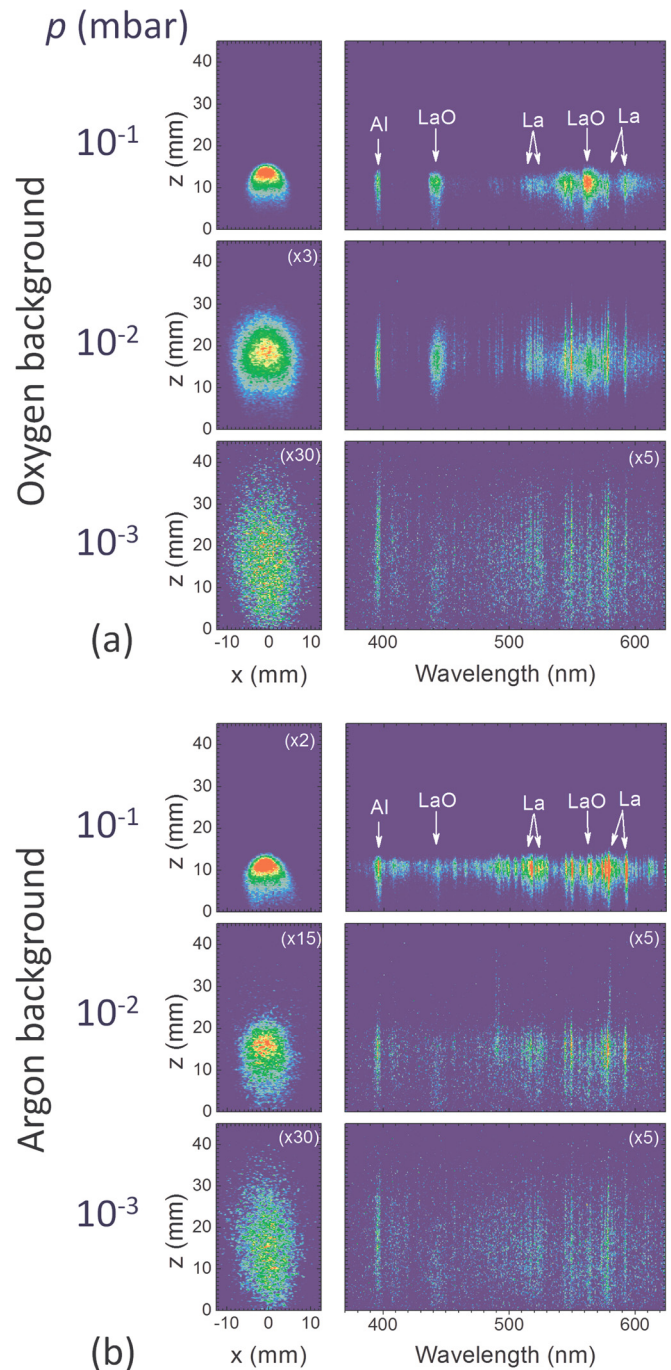 p (mbar)
Oxygen background
10⁻¹
z (mm)
40
30
20
10
0
Al
LaO
La
LaO
La
10⁻²
(x3)
z (mm)
40
30
20
10
0
10⁻³
(x30)
(x5)
z (mm)
40
30
20
10
0
-10 0 10
400 500 600
(a)
x (mm)
Wavelength (nm)
Argon background
10⁻¹
(x2)
z (mm)
40
30
20
10
0
Al
LaO
La
LaO
La
10⁻²
(x15)
(x5)
z (mm)
40
30
20
10
0
10⁻³
(x30)
(x5)
z (mm)
40
30
20
10
0
-10 0 10
400 500 600
(b)
x (mm)
Wavelength (nm)